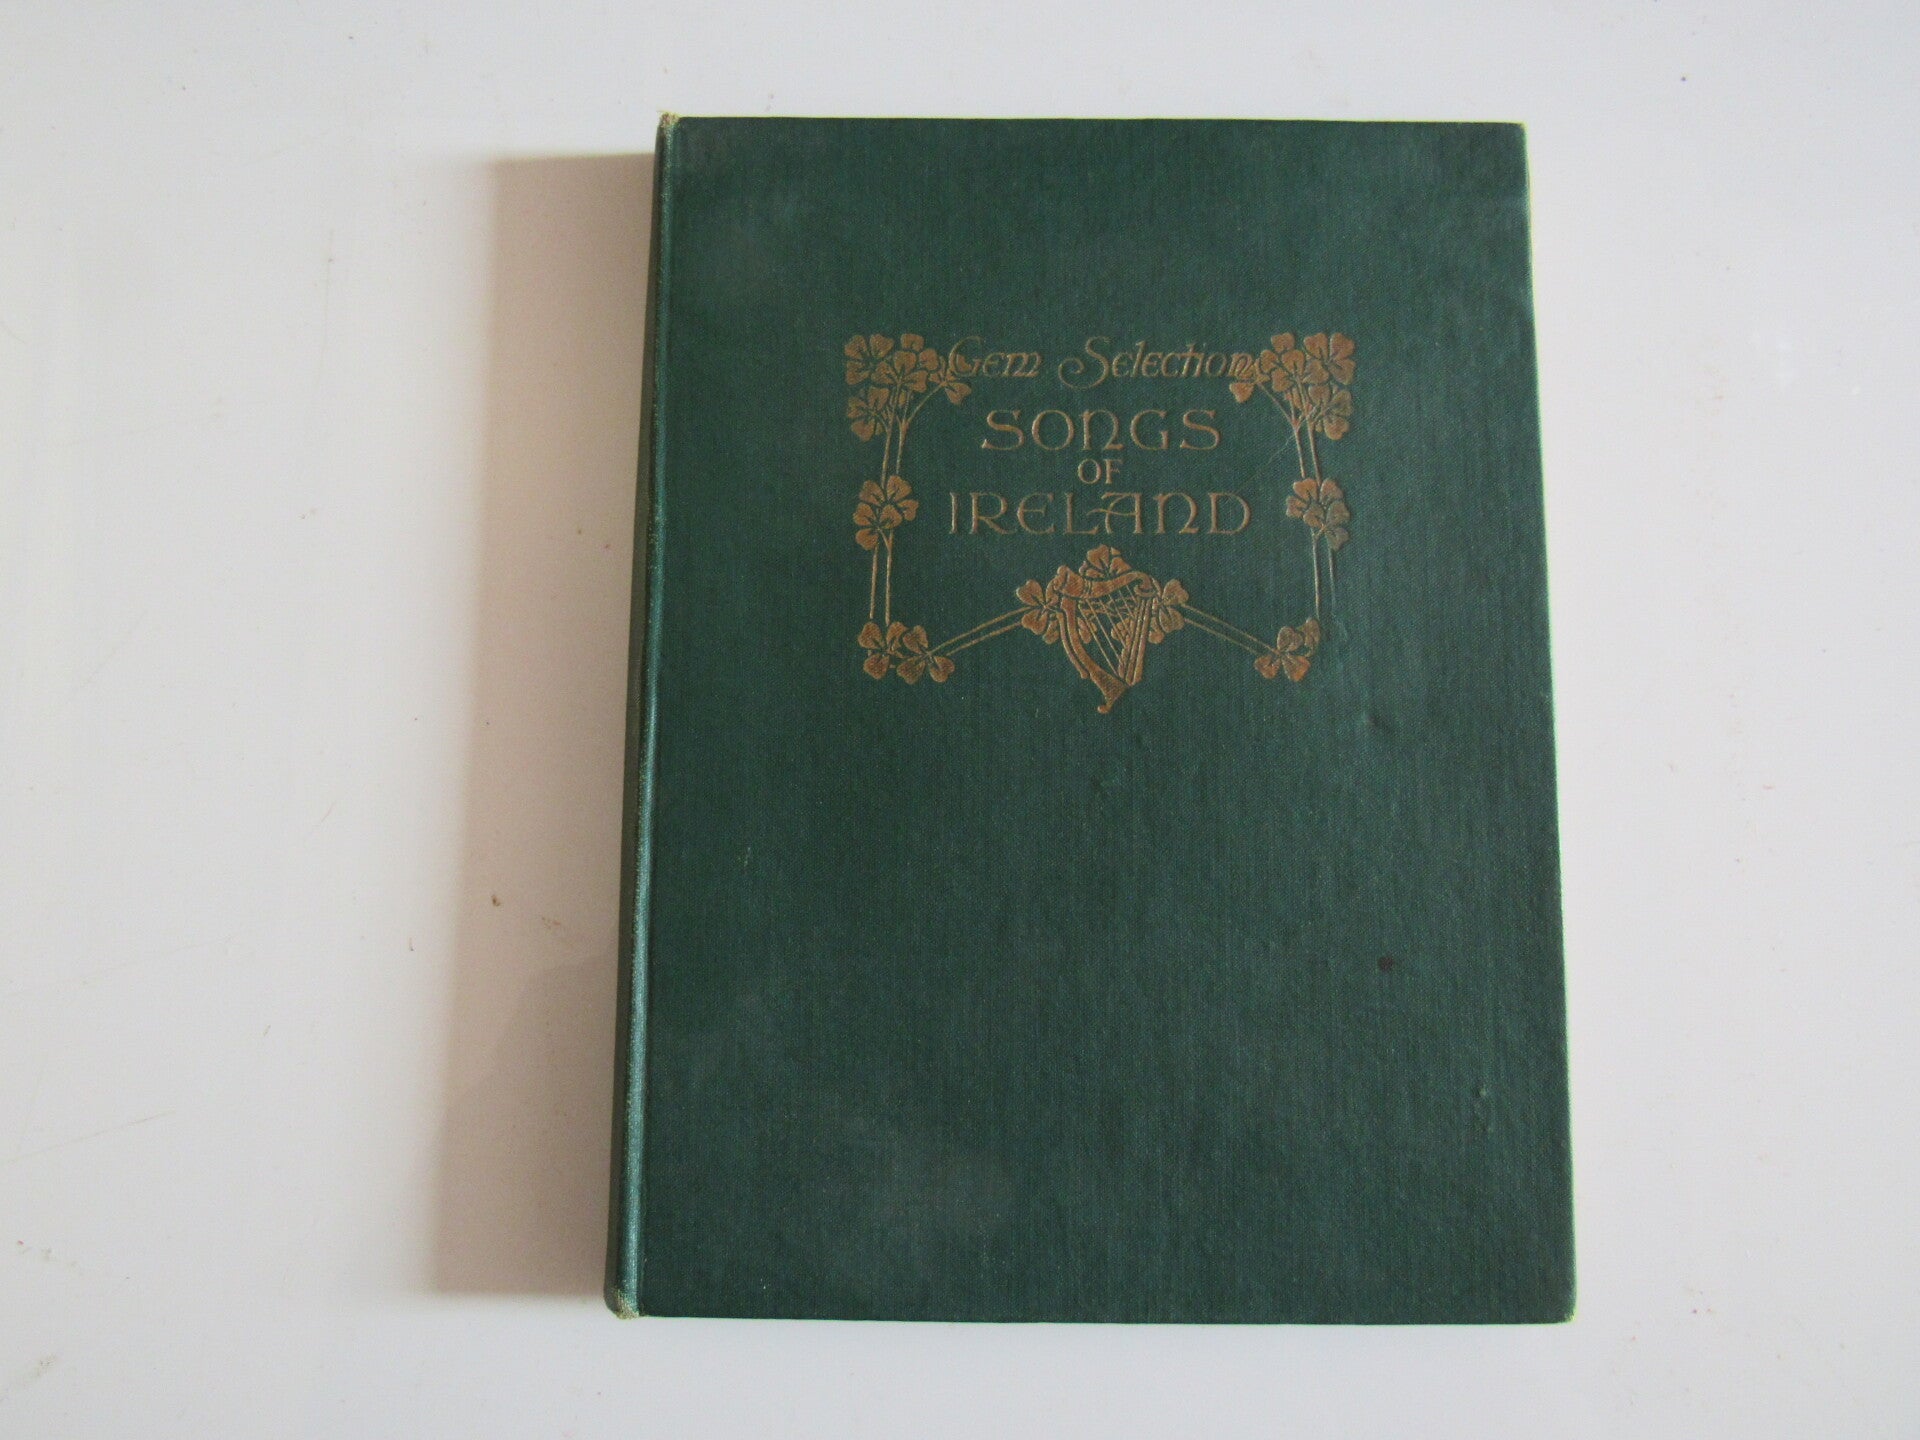 Gem Selection
SONGS
OF
IRELAND